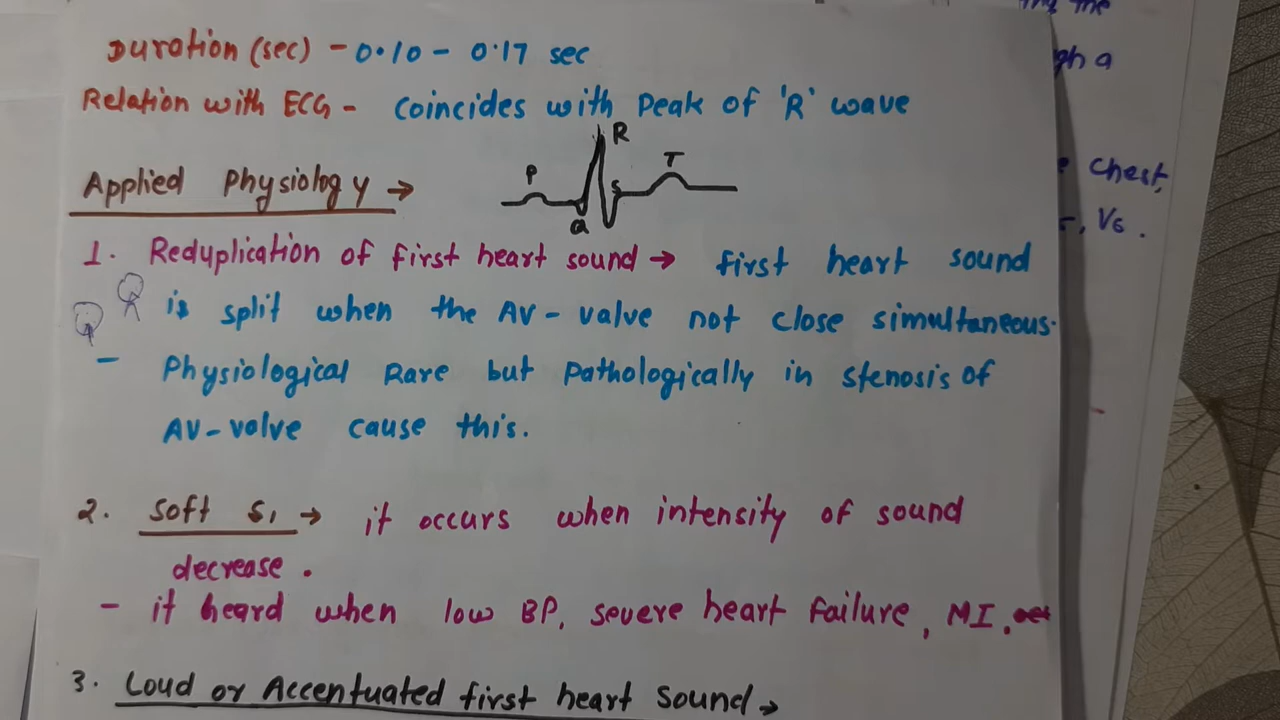 Duration (sec) - 0.10 - 0.17 sec
Relation with ECG - coincides with Peak of 'R' wave
R
P
T
S
Q
Applied Physiology →
1. Reduplication of first heart sound → first heart sound
is split when the AV-valve not close simultaneous.
- Physiological Rare but Pathologically in stenosis of
AV-valve cause this.
2. Soft S1 → it occurs when intensity of sound
decrease.
- it heard when low BP, severe heart failure, MI.
3. Loud or Accentuated first heart sound →
the
gh a
chest,
, V6.